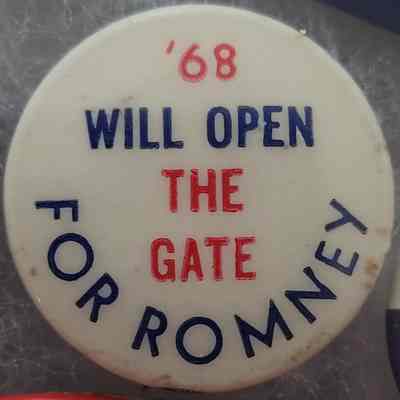 '68
WILL OPEN
THE
GATE
FOR ROMNEY